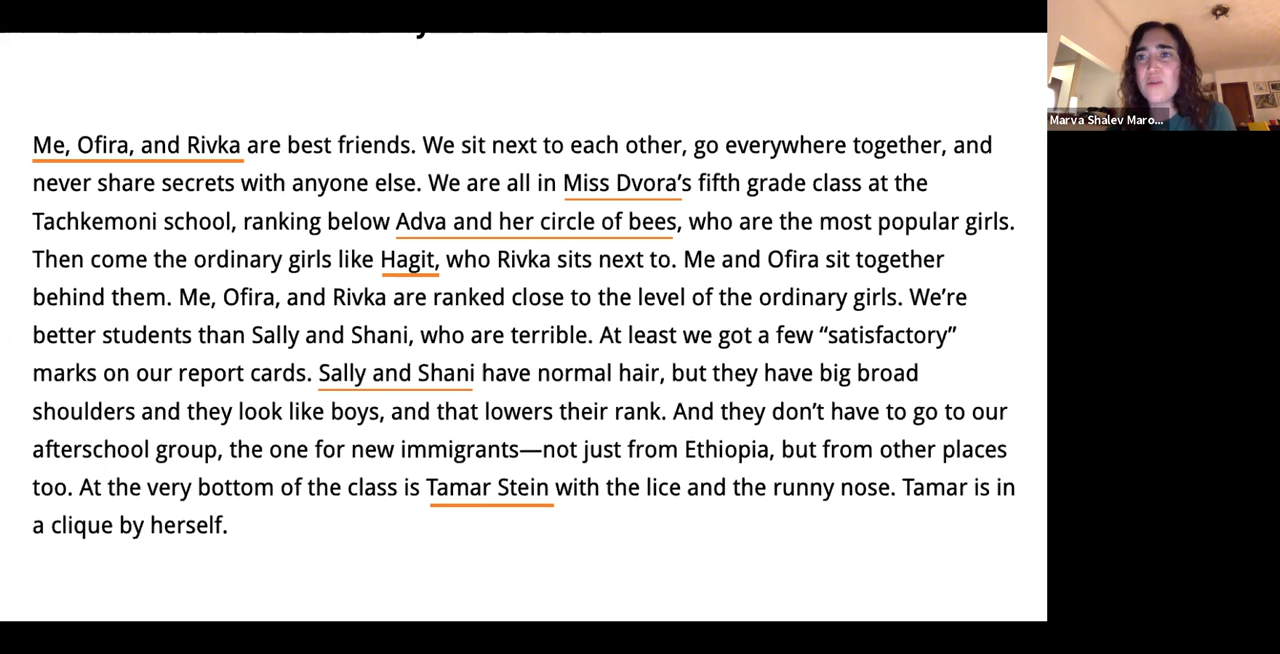 Me, Ofira, and Rivka are best friends. We sit next to each other, go everywhere together, and
never share secrets with anyone else. We are all in Miss Dvora’s fifth grade class at the
Tachkemoni school, ranking below Adva and her circle of bees, who are the most popular girls.
Then come the ordinary girls like Hagit, who Rivka sits next to. Me and Ofira sit together
behind them. Me, Ofira, and Rivka are ranked close to the level of the ordinary girls. We’re
better students than Sally and Shani, who are terrible. At least we got a few “satisfactory”
marks on our report cards. Sally and Shani have normal hair, but they have big broad
shoulders and they look like boys, and that lowers their rank. And they don’t have to go to our
afterschool group, the one for new immigrants—not just from Ethiopia, but from other places
too. At the very bottom of the class is Tamar Stein with the lice and the runny nose. Tamar is in
a clique by herself.
Marva Shalev Maro...